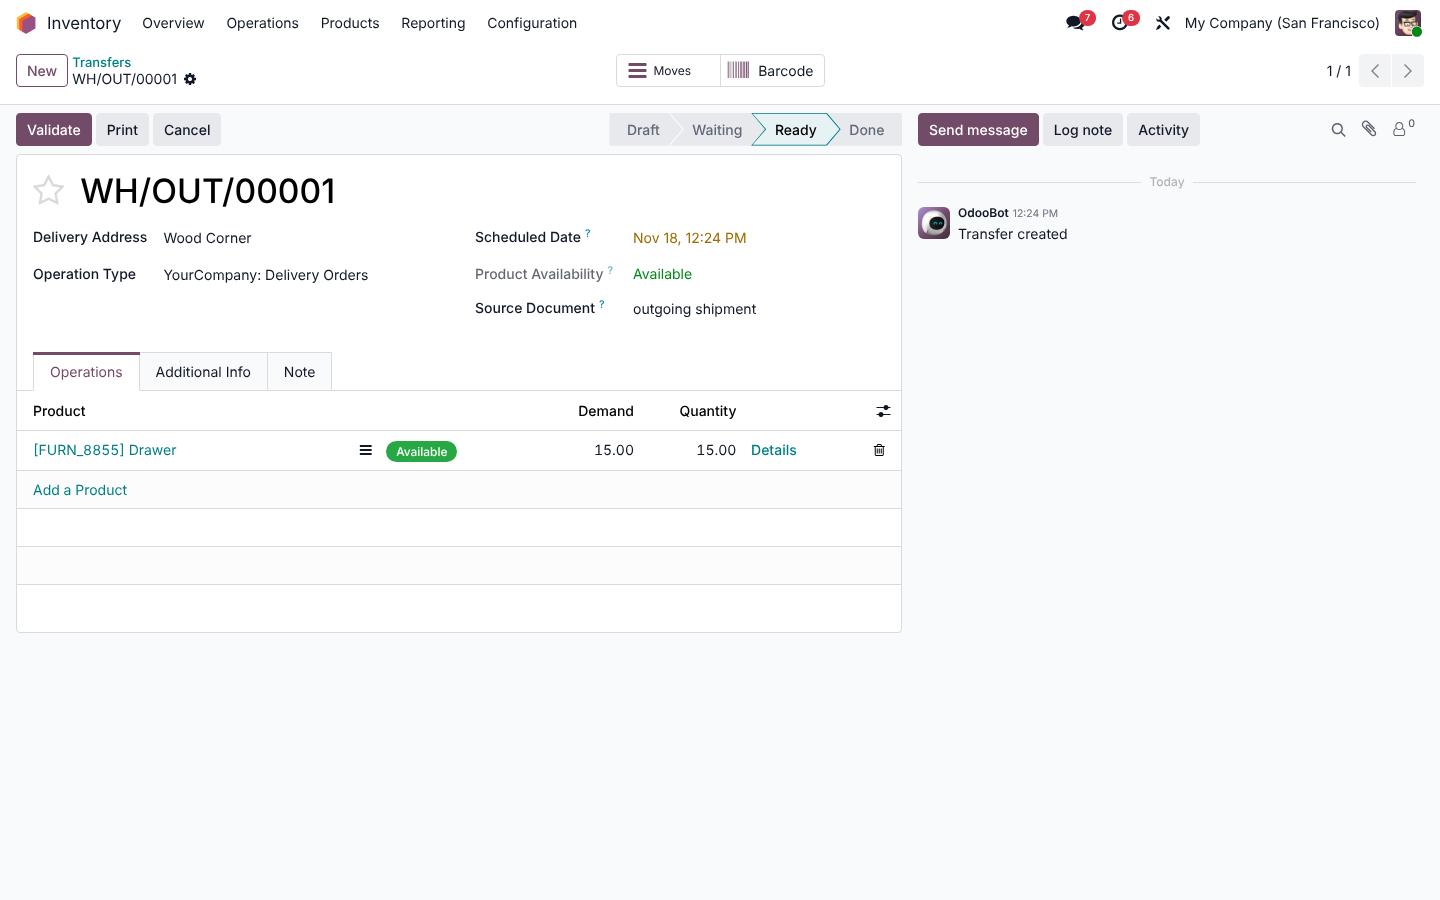 Inventory Overview Operations Products Reporting Configuration 7 6 My Company (San Francisco)
New Transfers Moves Barcode 1 / 1
WH/OUT/00001
Validate Print Cancel Draft Waiting Ready Done Send message Log note Activity 0
WH/OUT/00001
Today
OdooBot 12:24 PM
Transfer created
Delivery Address Wood Corner Scheduled Date ? Nov 18, 12:24 PM
Operation Type YourCompany: Delivery Orders Product Availability ? Available
Source Document ? outgoing shipment
Operations Additional Info Note
Product Demand Quantity
[FURN_8855] Drawer Available 15.00 15.00 Details
Add a Product